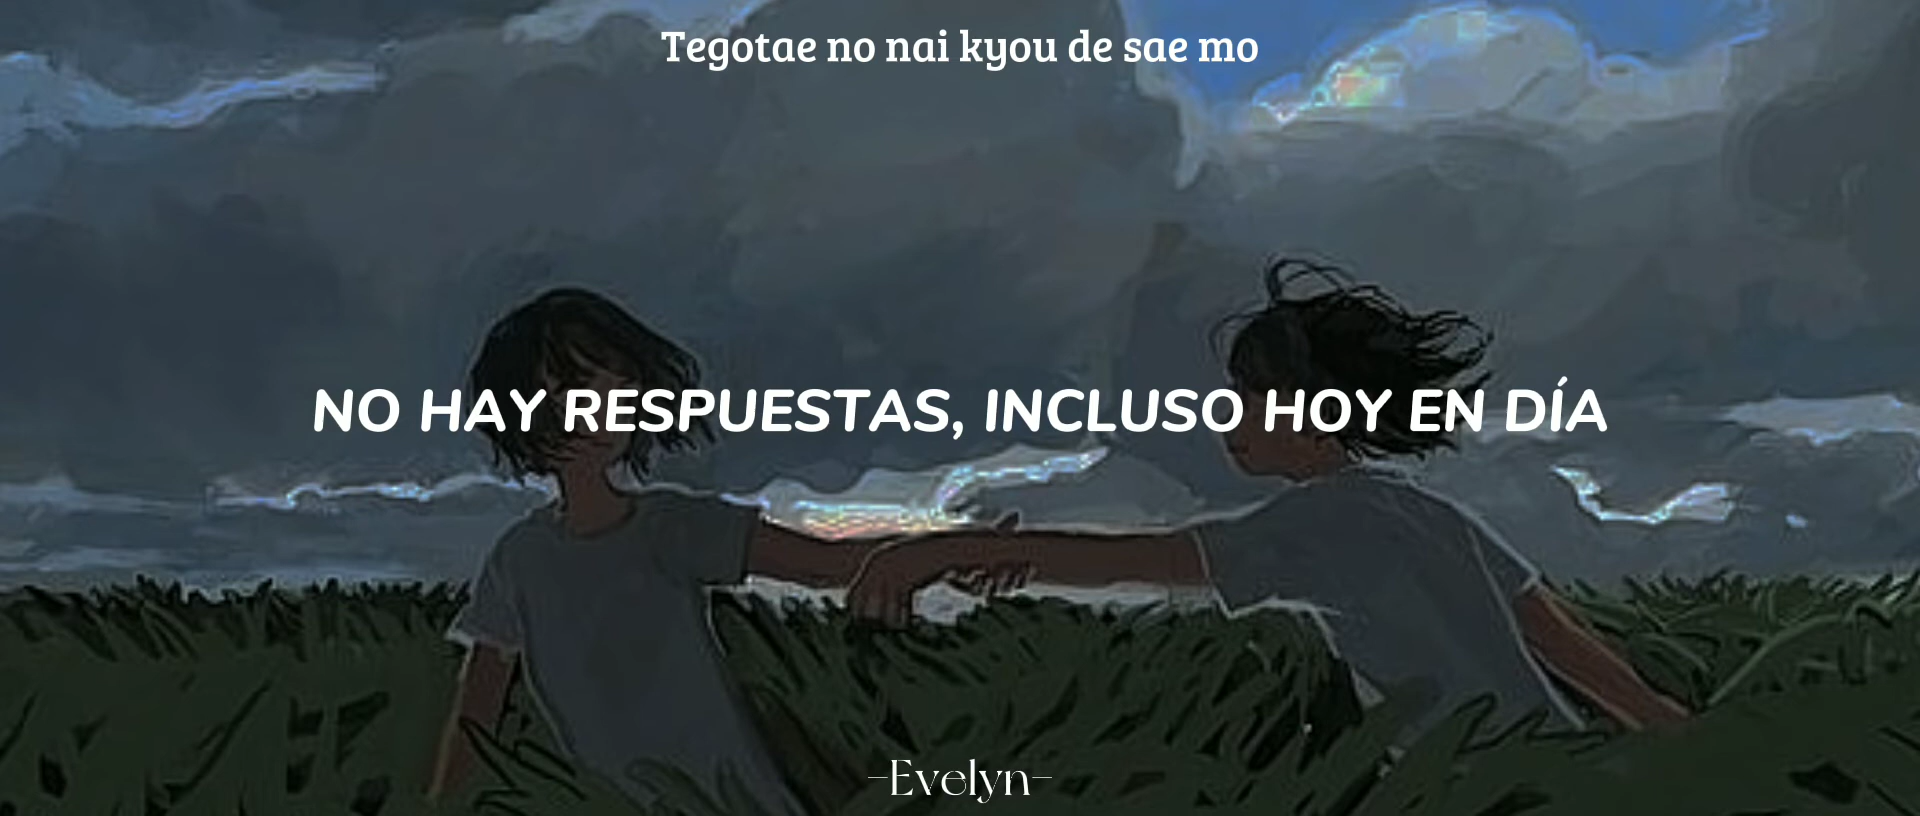 Tegotae no nai kyou de sae mo
NO HAY RESPUESTAS, INCLUSO HOY EN DÍA
-Evelyn-